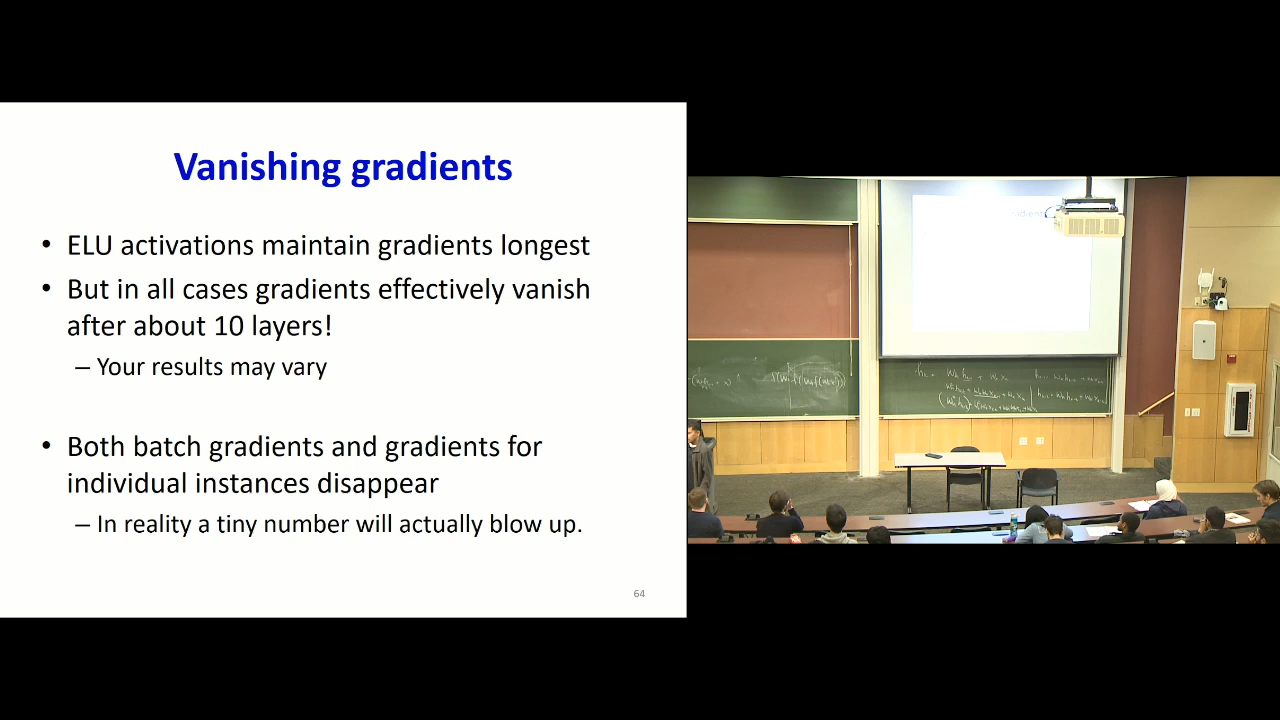 Vanishing gradients
• ELU activations maintain gradients longest
• But in all cases gradients effectively vanish
after about 10 layers!
– Your results may vary
• Both batch gradients and gradients for
individual instances disappear
– In reality a tiny number will actually blow up.
64